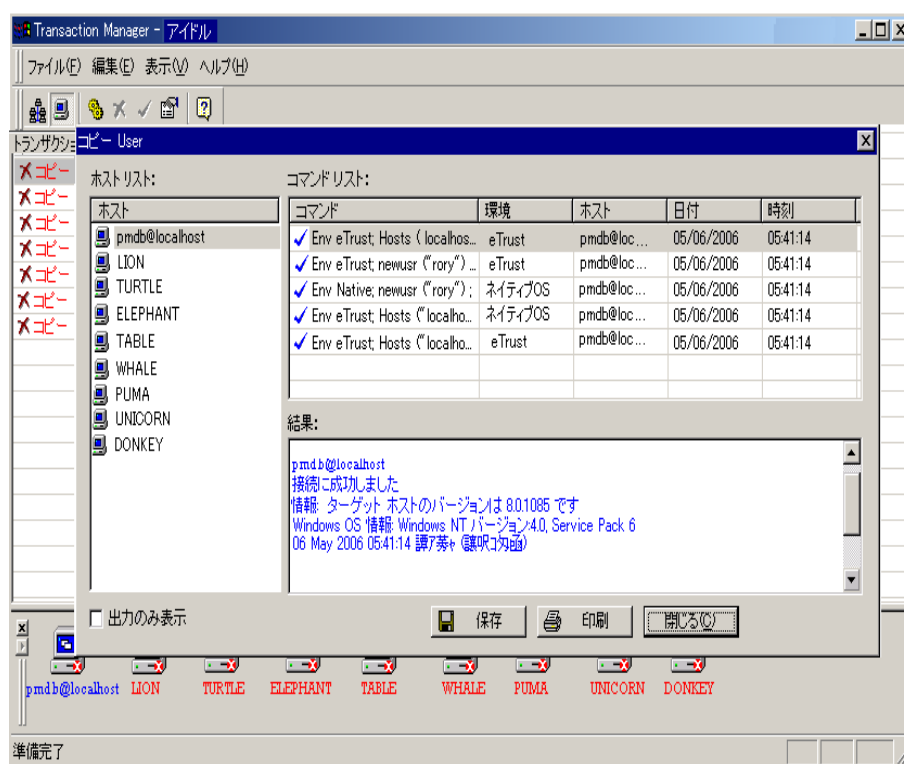 Transaction Manager - アイドル
ファイル(F) 編集(E) 表示(V) ヘルプ(H)
トランザクショ
コピー User
コピー
コピー
コピー
コピー
コピー
コピー
コピー
ホスト リスト:
ホスト
pmdb@localhost
LION
TURTLE
ELEPHANT
TABLE
WHALE
PUMA
UNICORN
DONKEY
コマンド リスト:
コマンド 環境 ホスト 日付 時刻
Env eTrust; Hosts ( localhos... eTrust pmdb@loc... 05/06/2006 05:41:14
Env eTrust; newusr ("rory") ... eTrust pmdb@loc... 05/06/2006 05:41:14
Env Native; newusr ("rory") ; ネイティブOS pmdb@loc... 05/06/2006 05:41:14
Env eTrust; Hosts ("localho... ネイティブOS pmdb@loc... 05/06/2006 05:41:14
Env eTrust; Hosts ("localho... eTrust pmdb@loc... 05/06/2006 05:41:14
結果:
pmdb@localhost
接続に成功しました
情報: ターゲット ホストのバージョンは 8.0.1085 です
Windows OS 情報: Windows NT バージョン:4.0, Service Pack 6
06 May 2006 05:41:14
出力のみ表示
保存 印刷 閉じる(C)
pmdb@localhost LION TURTLE ELEPHANT TABLE WHALE PUMA UNICORN DONKEY
準備完了